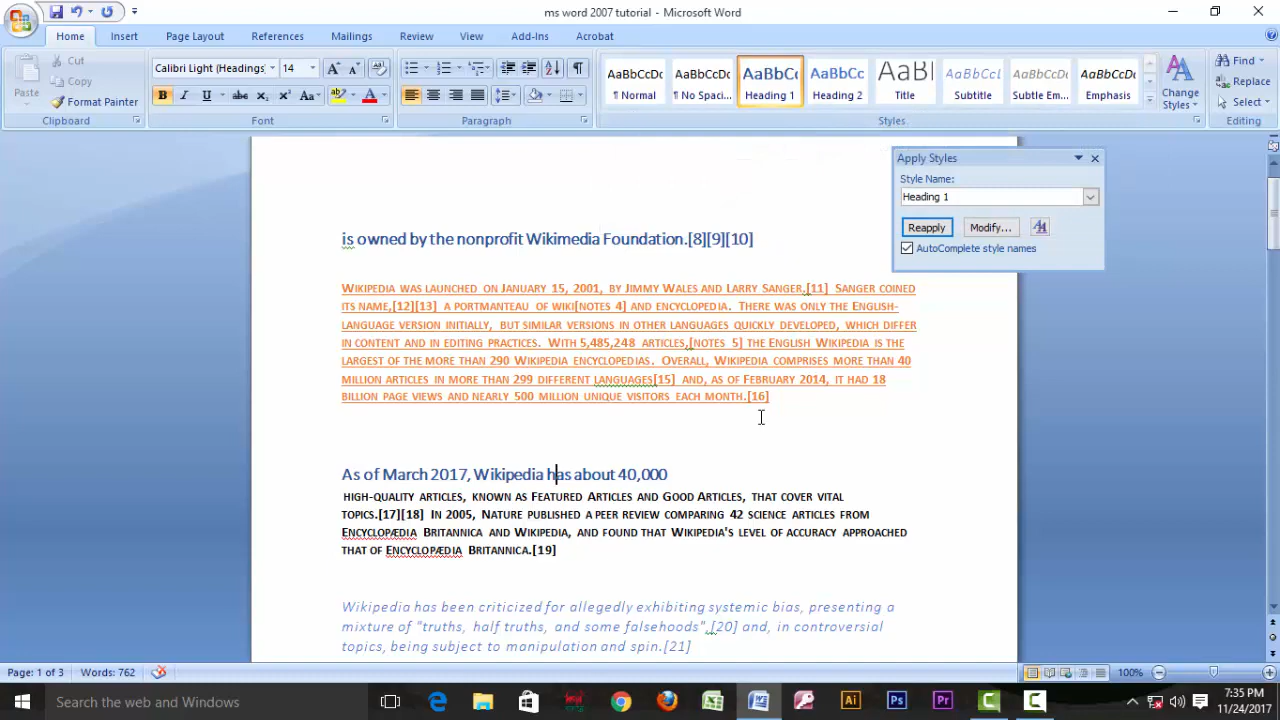 ms word 2007 tutorial - Microsoft Word
Home Insert Page Layout References Mailings Review View Add-Ins Acrobat
Paste
Cut
Copy
Format Painter
Clipboard
Calibri Light (Headings 14
Font
Paragraph
AaBbCcDc AaBbCcDc AaBbCc AaBbCc AaBl AaBbCcL AaBbCcDc AaBbCcDc
¶ Normal ¶ No Spaci... Heading 1 Heading 2 Title Subtitle Subtle Em... Emphasis
Change Styles
Styles
Find
Replace
Select
Editing
Apply Styles
Style Name:
Heading 1
Reapply Modify...
AutoComplete style names
is owned by the nonprofit Wikimedia Foundation.[8][9][10]
Wikipedia was launched on January 15, 2001, by Jimmy Wales and Larry Sanger.[11] Sanger coined
its name,[12][13] a portmanteau of wiki[notes 4] and encyclopedia. There was only the English-
language version initially, but similar versions in other languages quickly developed, which differ
in content and in editing practices. With 5,485,248 articles,[notes 5] the English Wikipedia is the
largest of the more than 290 Wikipedia encyclopedias. Overall, Wikipedia comprises more than 40
million articles in more than 299 different languages[15] and, as of February 2014, it had 18
billion page views and nearly 500 million unique visitors each month.[16]
As of March 2017, Wikipedia has about 40,000
high-quality articles, known as Featured Articles and Good Articles, that cover vital
topics.[17][18] In 2005, Nature published a peer review comparing 42 science articles from
Encyclopædia Britannica and Wikipedia, and found that Wikipedia's level of accuracy approached
that of Encyclopædia Britannica.[19]
Wikipedia has been criticized for allegedly exhibiting systemic bias, presenting a
mixture of "truths, half truths, and some falsehoods",[20] and, in controversial
topics, being subject to manipulation and spin.[21]
Page: 1 of 3 Words: 762 100%
Search the web and Windows
7:35 PM
11/24/2017